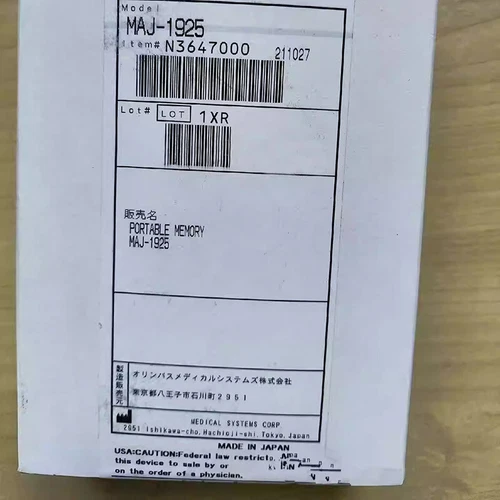 Model
MAJ-1925
Item# N3647000 211027
Lot# LOT 1XR
販売名
PORTABLE MEMORY
MAJ-1925
製造販売元
オリンパスメディカルシステムズ株式会社
東京都八王子市石川町2951
MEDICAL SYSTEMS CORP.
2951 Ishikawa-cho, Hachioji-shi, Tokyo, Japan
MADE IN JAPAN
USA:CAUTION:Federal law restricts
this device to sale by or
on the order of a physician.